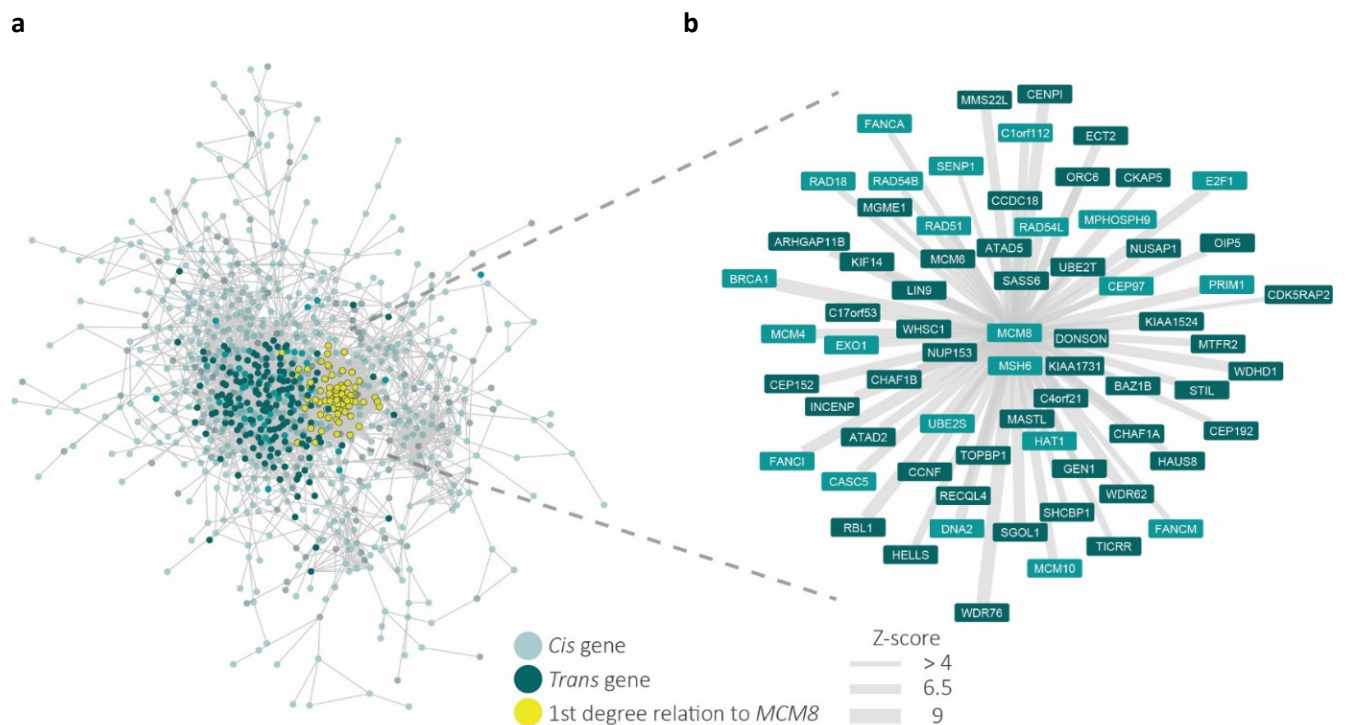 a
b
MMS22L CENPI
FANCA C1orf112 ECT2
SENP1
RAD18 RAD54B ORC6 CKAP5 E2F1
MGME1 CCDC18
RAD51 RAD54L MPHOSPH9
ARHGAP11B ATAD5 NUSAP1 OIP5
KIF14 MCM6 UBE2T
BRCA1 SASS6 CEP97 PRIM1
LIN9 CDK5RAP2
C17orf53 KIAA1524
MCM4 WHSC1 MCM8 DONSON MTFR2
EXO1 NUP153
MSH6 KIAA1731 WDHD1
CEP152 CHAF1B BAZ1B STIL
INCENP C4orf21
UBE2S MASTL CEP192
ATAD2 HAT1 CHAF1A
FANCI TOPBP1 HAUS8
CASC5 CCNF GEN1
RECQL4 WDR62
SHCBP1
RBL1 DNA2 SGOL1 FANCM
HELLS TICRR
MCM10
WDR76
Cis gene
Trans gene
1st degree relation to MCM8
Z-score
> 4
6.5
9